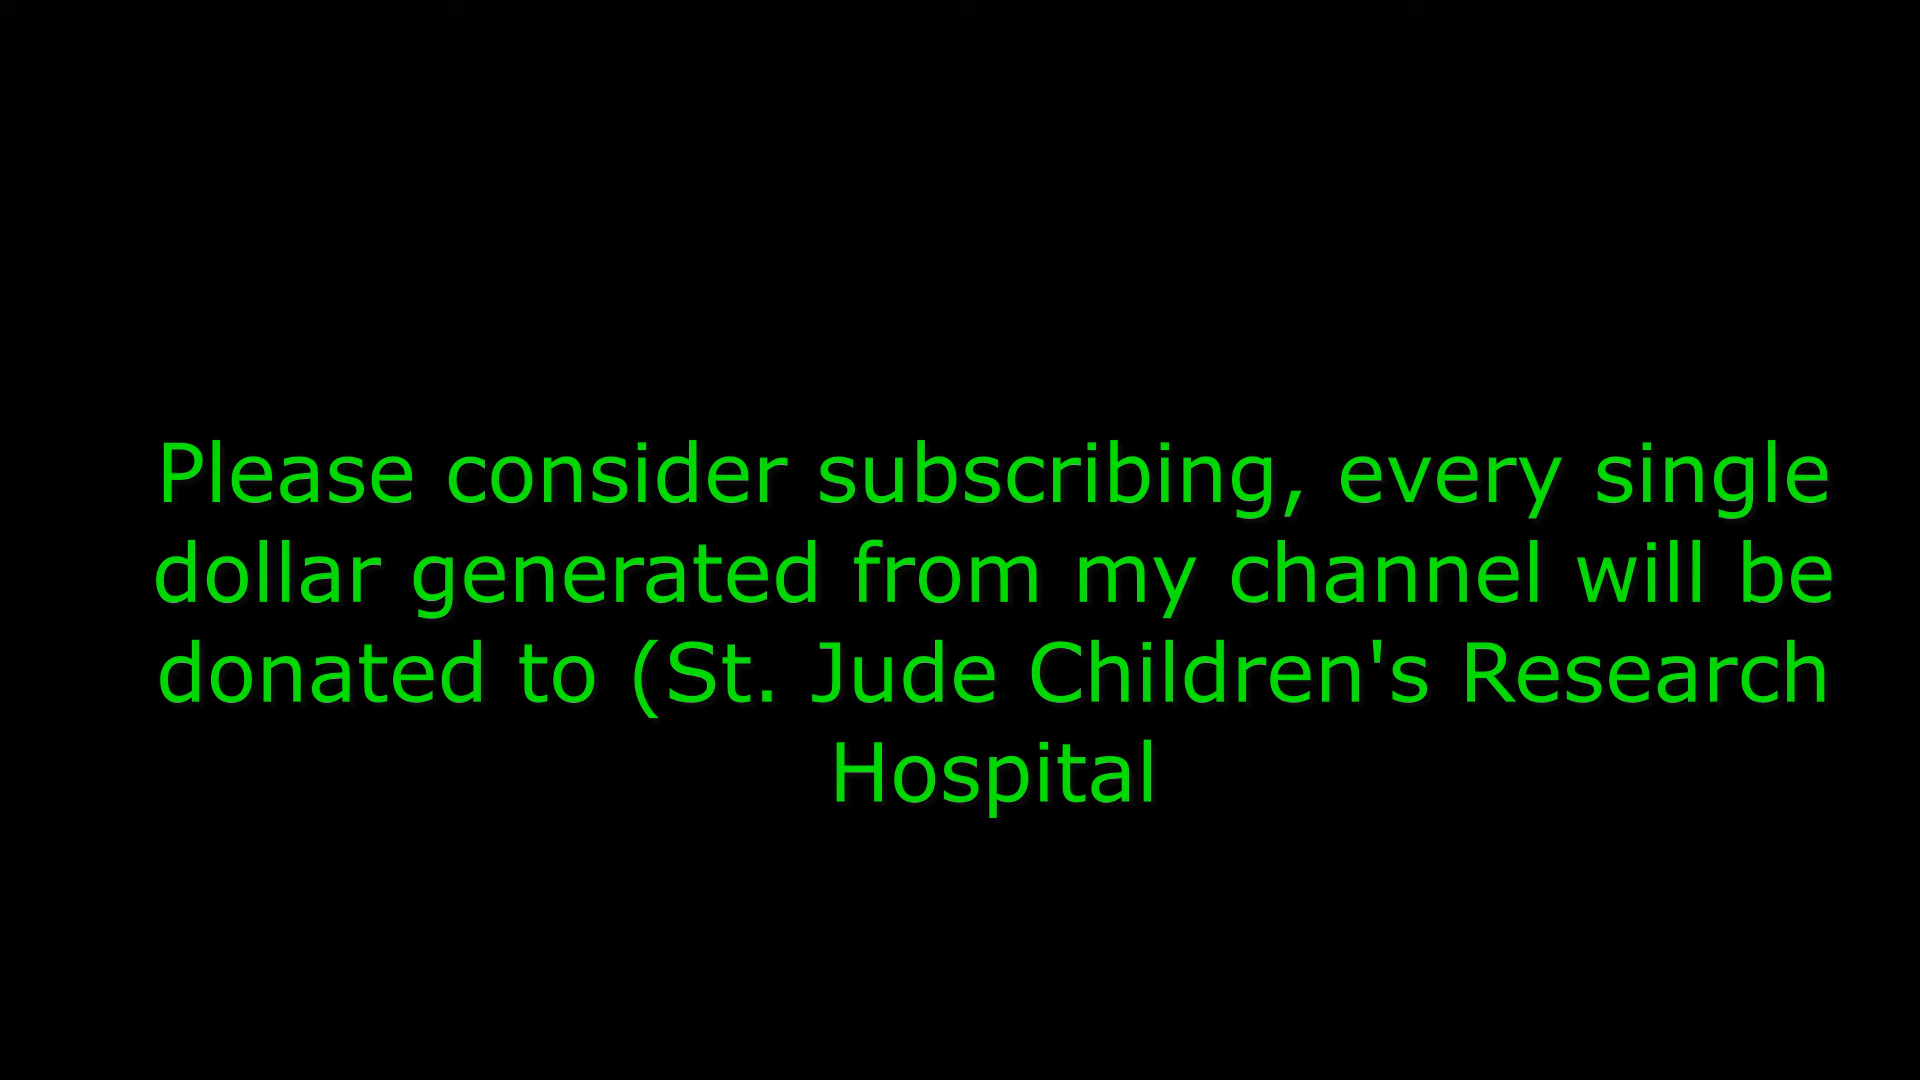 Please consider subscribing, every single
dollar generated from my channel will be
donated to (St. Jude Children's Research
Hospital